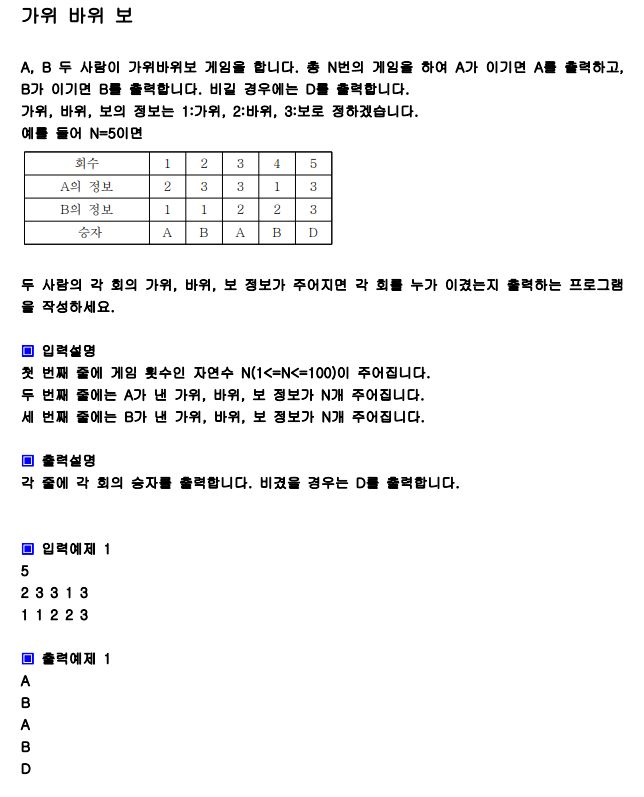 가위 바위 보
A, B 두 사람이 가위바위보 게임을 합니다. 총 N번의 게임을 하여 A가 이기면 A를 출력하고,
B가 이기면 B를 출력합니다. 비길 경우에는 D를 출력합니다.
가위, 바위, 보의 정보는 1:가위, 2:바위, 3:보로 정하겠습니다.
예를 들어 N=5이면
회수 1 2 3 4 5
A의 정보 2 3 3 1 3
B의 정보 1 1 2 2 3
승자 A B A B D
두 사람의 각 회의 가위, 바위, 보 정보가 주어지면 각 회를 누가 이겼는지 출력하는 프로그램
을 작성하세요.
▣ 입력설명
첫 번째 줄에 게임 횟수인 자연수 N(1<=N<=100)이 주어집니다.
두 번째 줄에는 A가 낸 가위, 바위, 보 정보가 N개 주어집니다.
세 번째 줄에는 B가 낸 가위, 바위, 보 정보가 N개 주어집니다.
▣ 출력설명
각 줄에 각 회의 승자를 출력합니다. 비겼을 경우는 D를 출력합니다.
▣ 입력예제 1
5
2 3 3 1 3
1 1 2 2 3
▣ 출력예제 1
A
B
A
B
D